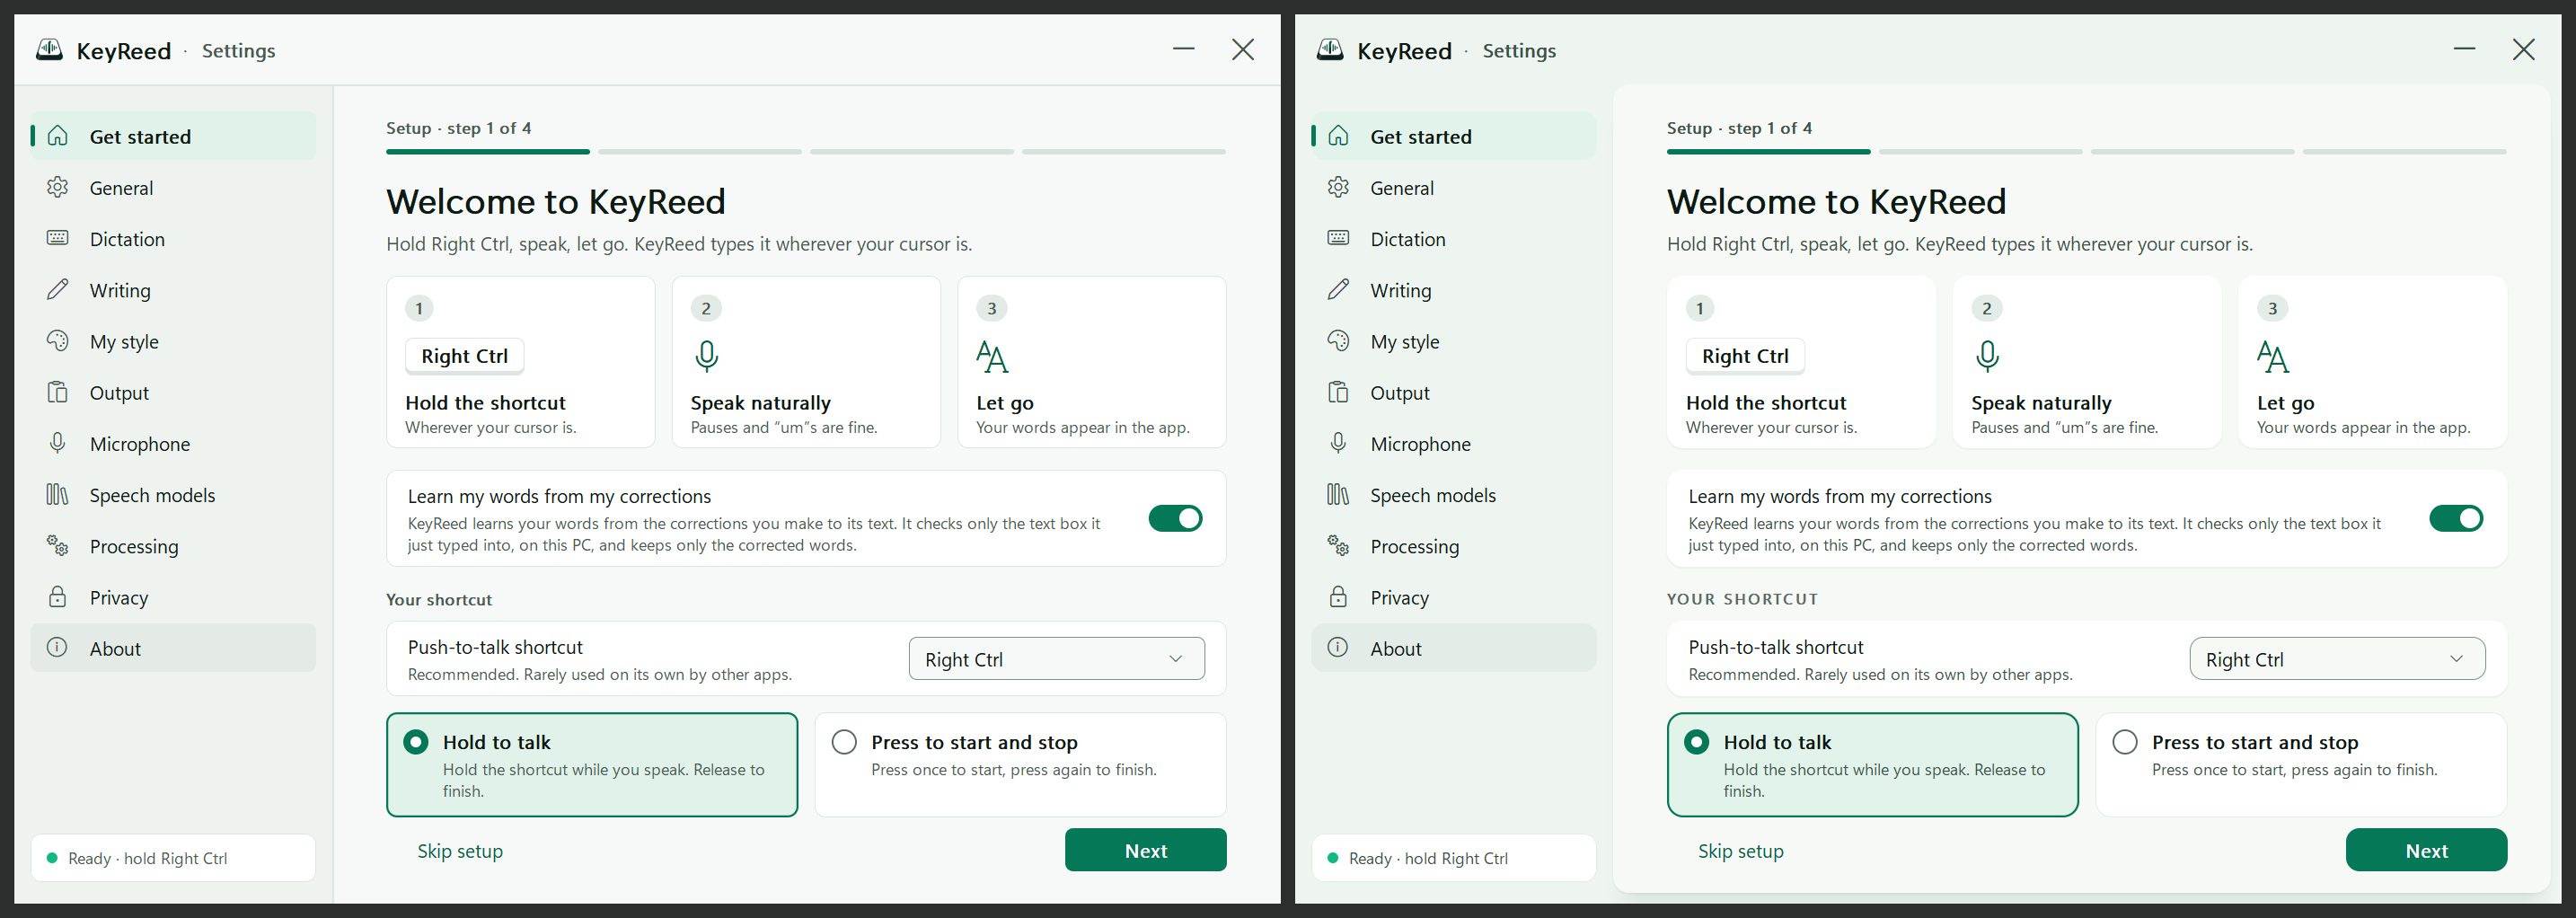 KeyReed · Settings
Get started
General
Dictation
Writing
My style
Output
Microphone
Speech models
Processing
Privacy
About
Ready · hold Right Ctrl
Setup · step 1 of 4
Welcome to KeyReed
Hold Right Ctrl, speak, let go. KeyReed types it wherever your cursor is.
1
Right Ctrl
Hold the shortcut
Wherever your cursor is.
2
Speak naturally
Pauses and “um”s are fine.
3
AA
Let go
Your words appear in the app.
Learn my words from my corrections
KeyReed learns your words from the corrections you make to its text. It checks only the text box it
just typed into, on this PC, and keeps only the corrected words.
Your shortcut
Push-to-talk shortcut
Recommended. Rarely used on its own by other apps.
Right Ctrl
Hold to talk
Hold the shortcut while you speak. Release to
finish.
Press to start and stop
Press once to start, press again to finish.
Skip setup
Next
KeyReed · Settings
Get started
General
Dictation
Writing
My style
Output
Microphone
Speech models
Processing
Privacy
About
Ready · hold Right Ctrl
Setup · step 1 of 4
Welcome to KeyReed
Hold Right Ctrl, speak, let go. KeyReed types it wherever your cursor is.
1
Right Ctrl
Hold the shortcut
Wherever your cursor is.
2
Speak naturally
Pauses and “um”s are fine.
3
AA
Let go
Your words appear in the app.
Learn my words from my corrections
KeyReed learns your words from the corrections you make to its text. It checks only the text box it
just typed into, on this PC, and keeps only the corrected words.
YOUR SHORTCUT
Push-to-talk shortcut
Recommended. Rarely used on its own by other apps.
Right Ctrl
Hold to talk
Hold the shortcut while you speak. Release to
finish.
Press to start and stop
Press once to start, press again to finish.
Skip setup
Next